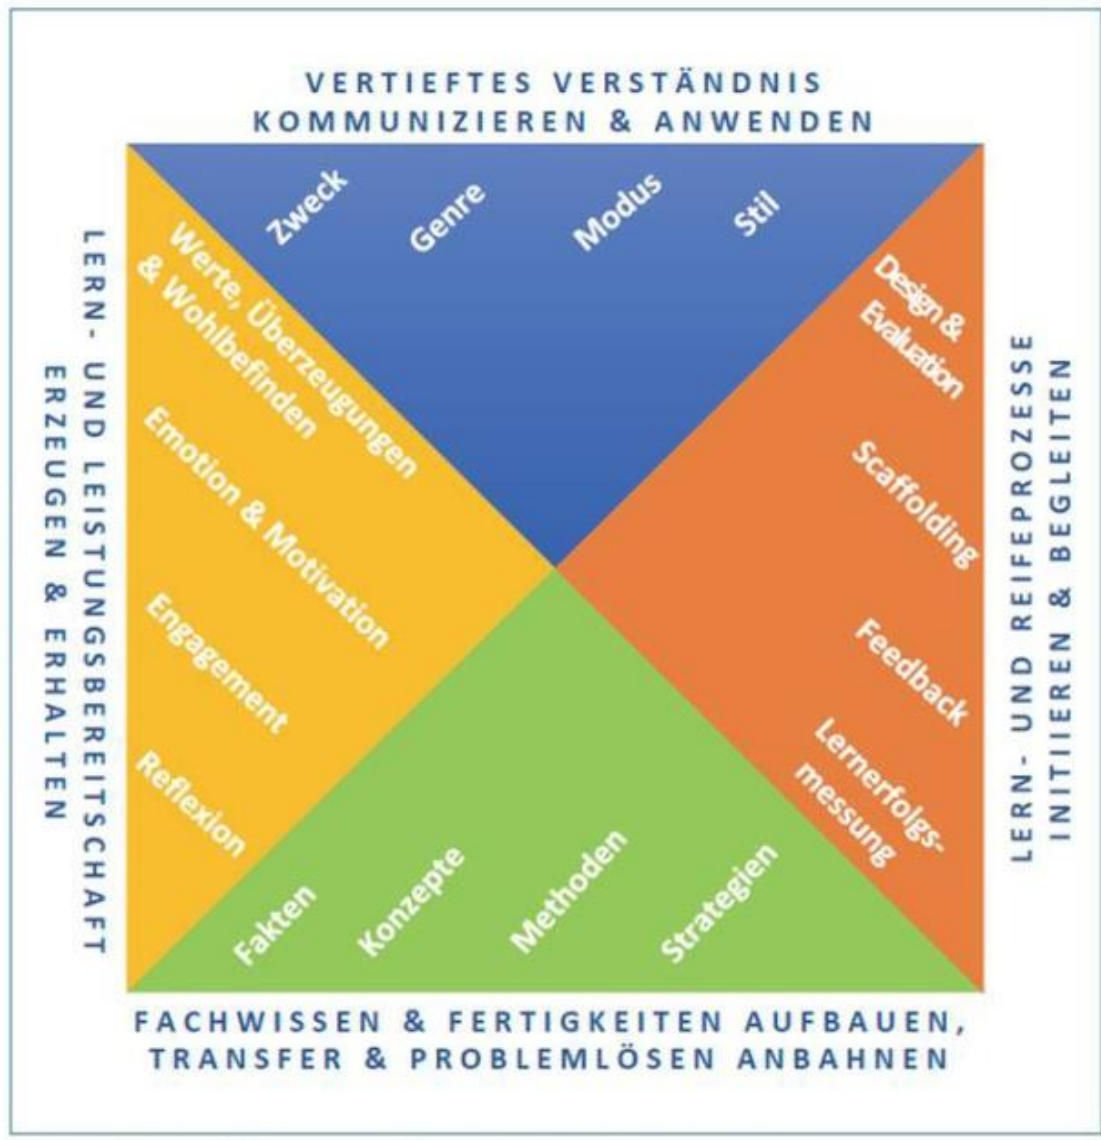 VERTIEFTES VERSTÄNDNIS
KOMMUNIZIEREN & ANWENDEN
Zweck
Genre
Modus
Stil
LERN- UND LEISTUNGSBEREITSCHAFT
ERZEUGEN & ERHALTEN
Werte, Überzeugungen
& Wohlbefinden
Emotion & Motivation
Engagement
Reflexion
Design &
Evaluation
Scaffolding
Feedback
Lernerfolgs-
messung
LERN- UND REIFEPROZESSE
INITIIEREN & BEGLEITEN
Fakten
Konzepte
Methoden
Strategien
FACHWISSEN & FERTIGKEITEN AUFBAUEN,
TRANSFER & PROBLEMLÖSEN ANBAHNEN